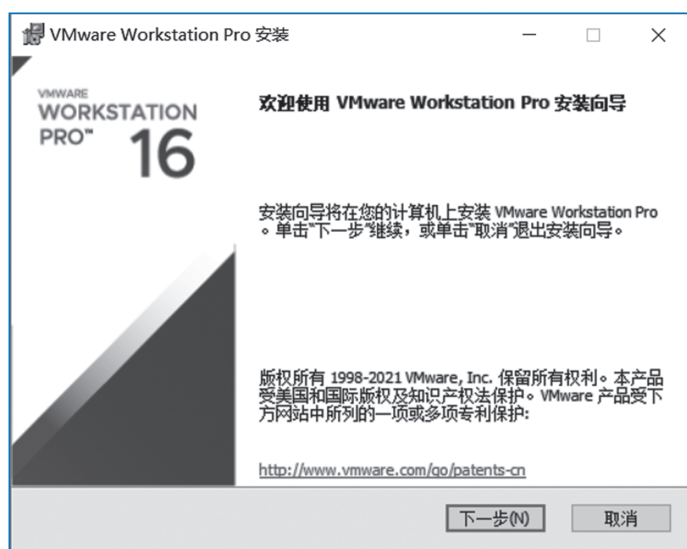 VMware Workstation Pro 安装
VMWARE
WORKSTATION
PRO™ 16
欢迎使用 VMware Workstation Pro 安装向导
安装向导将在您的计算机上安装 VMware Workstation Pro
。单击“下一步”继续，或单击“取消”退出安装向导。
版权所有 1998-2021 VMware, Inc. 保留所有权利。本产品
受美国和国际版权及知识产权法保护。VMware 产品受下
方网站中所列的一项或多项专利保护:
http://www.vmware.com/go/patents-cn
下一步(N)
取消